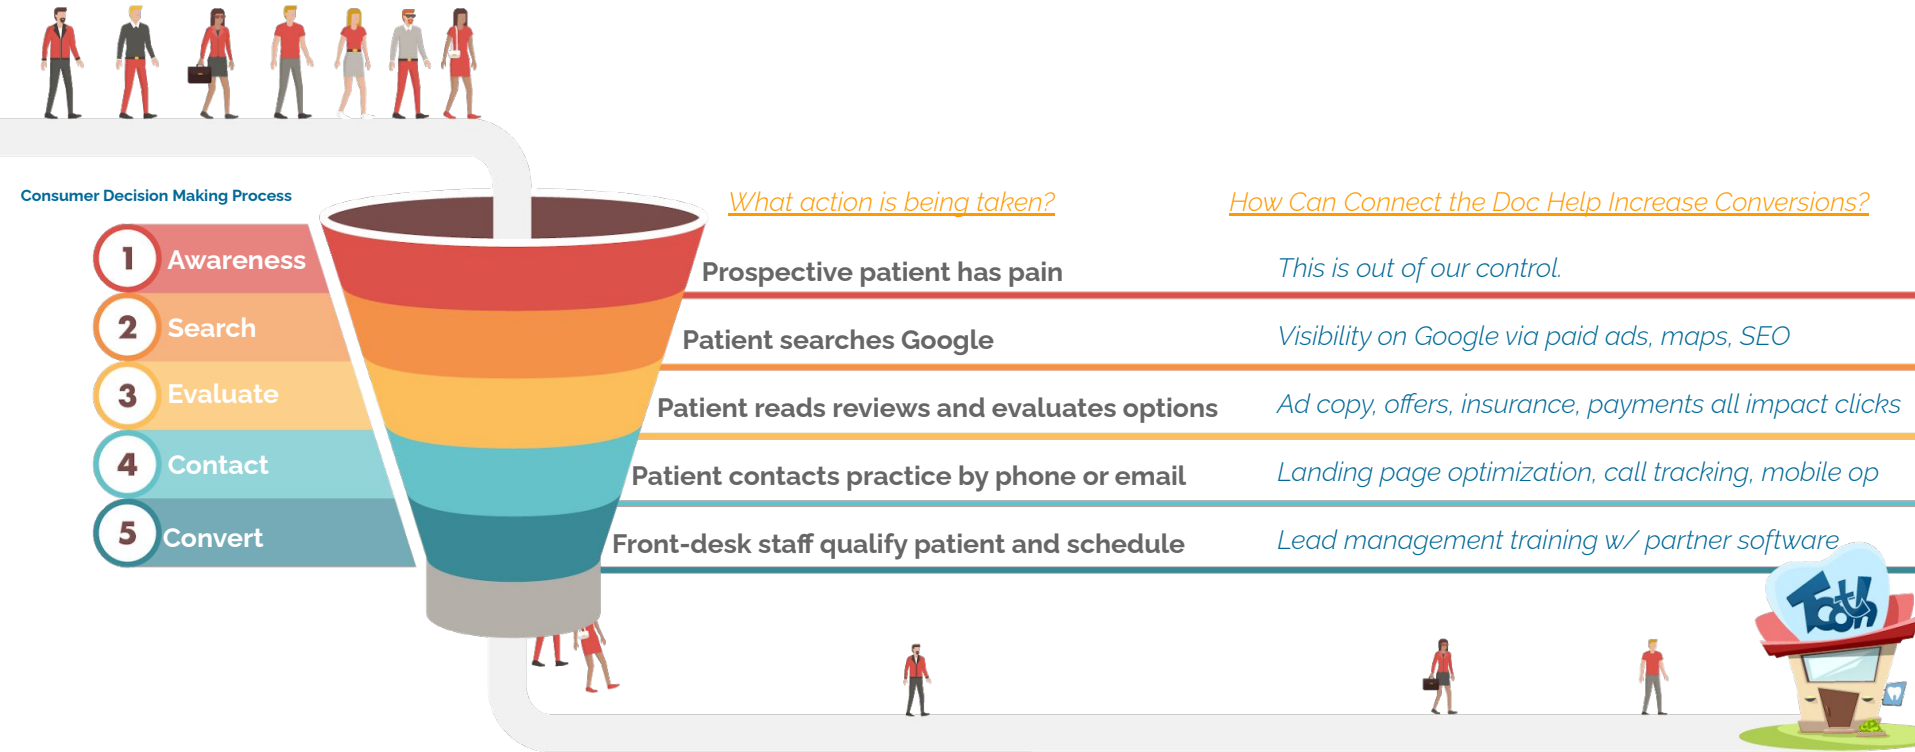 Consumer Decision Making Process
What action is being taken?
How Can Connect the Doc Help Increase Conversions?
1 Awareness
Prospective patient has pain
This is out of our control.
2 Search
Patient searches Google
Visibility on Google via paid ads, maps, SEO
3 Evaluate
Patient reads reviews and evaluates options
Ad copy, offers, insurance, payments all impact clicks
4 Contact
Patient contacts practice by phone or email
Landing page optimization, call tracking, mobile op
5 Convert
Front-desk staff qualify patient and schedule
Lead management training w/ partner software
Tooth